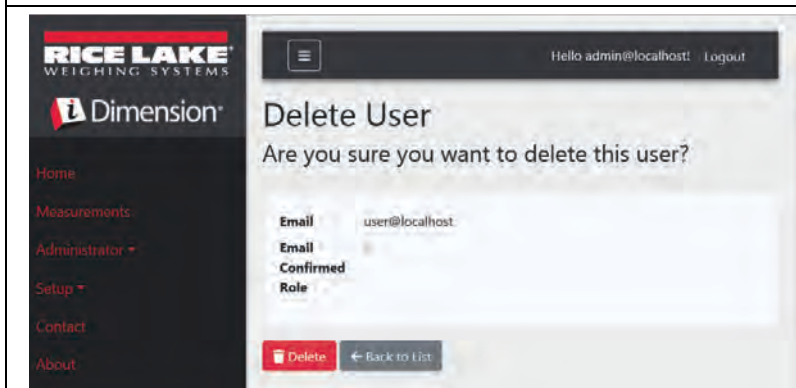 RICE LAKE
WEIGHING SYSTEMS
iDimension
Home
Measurements
Administrator
Setup
Contact
About
Hello admin@localhost! Logout
Delete User
Are you sure you want to delete this user?
Email user@localhost
Email
Confirmed
Role
Delete ← Back to List